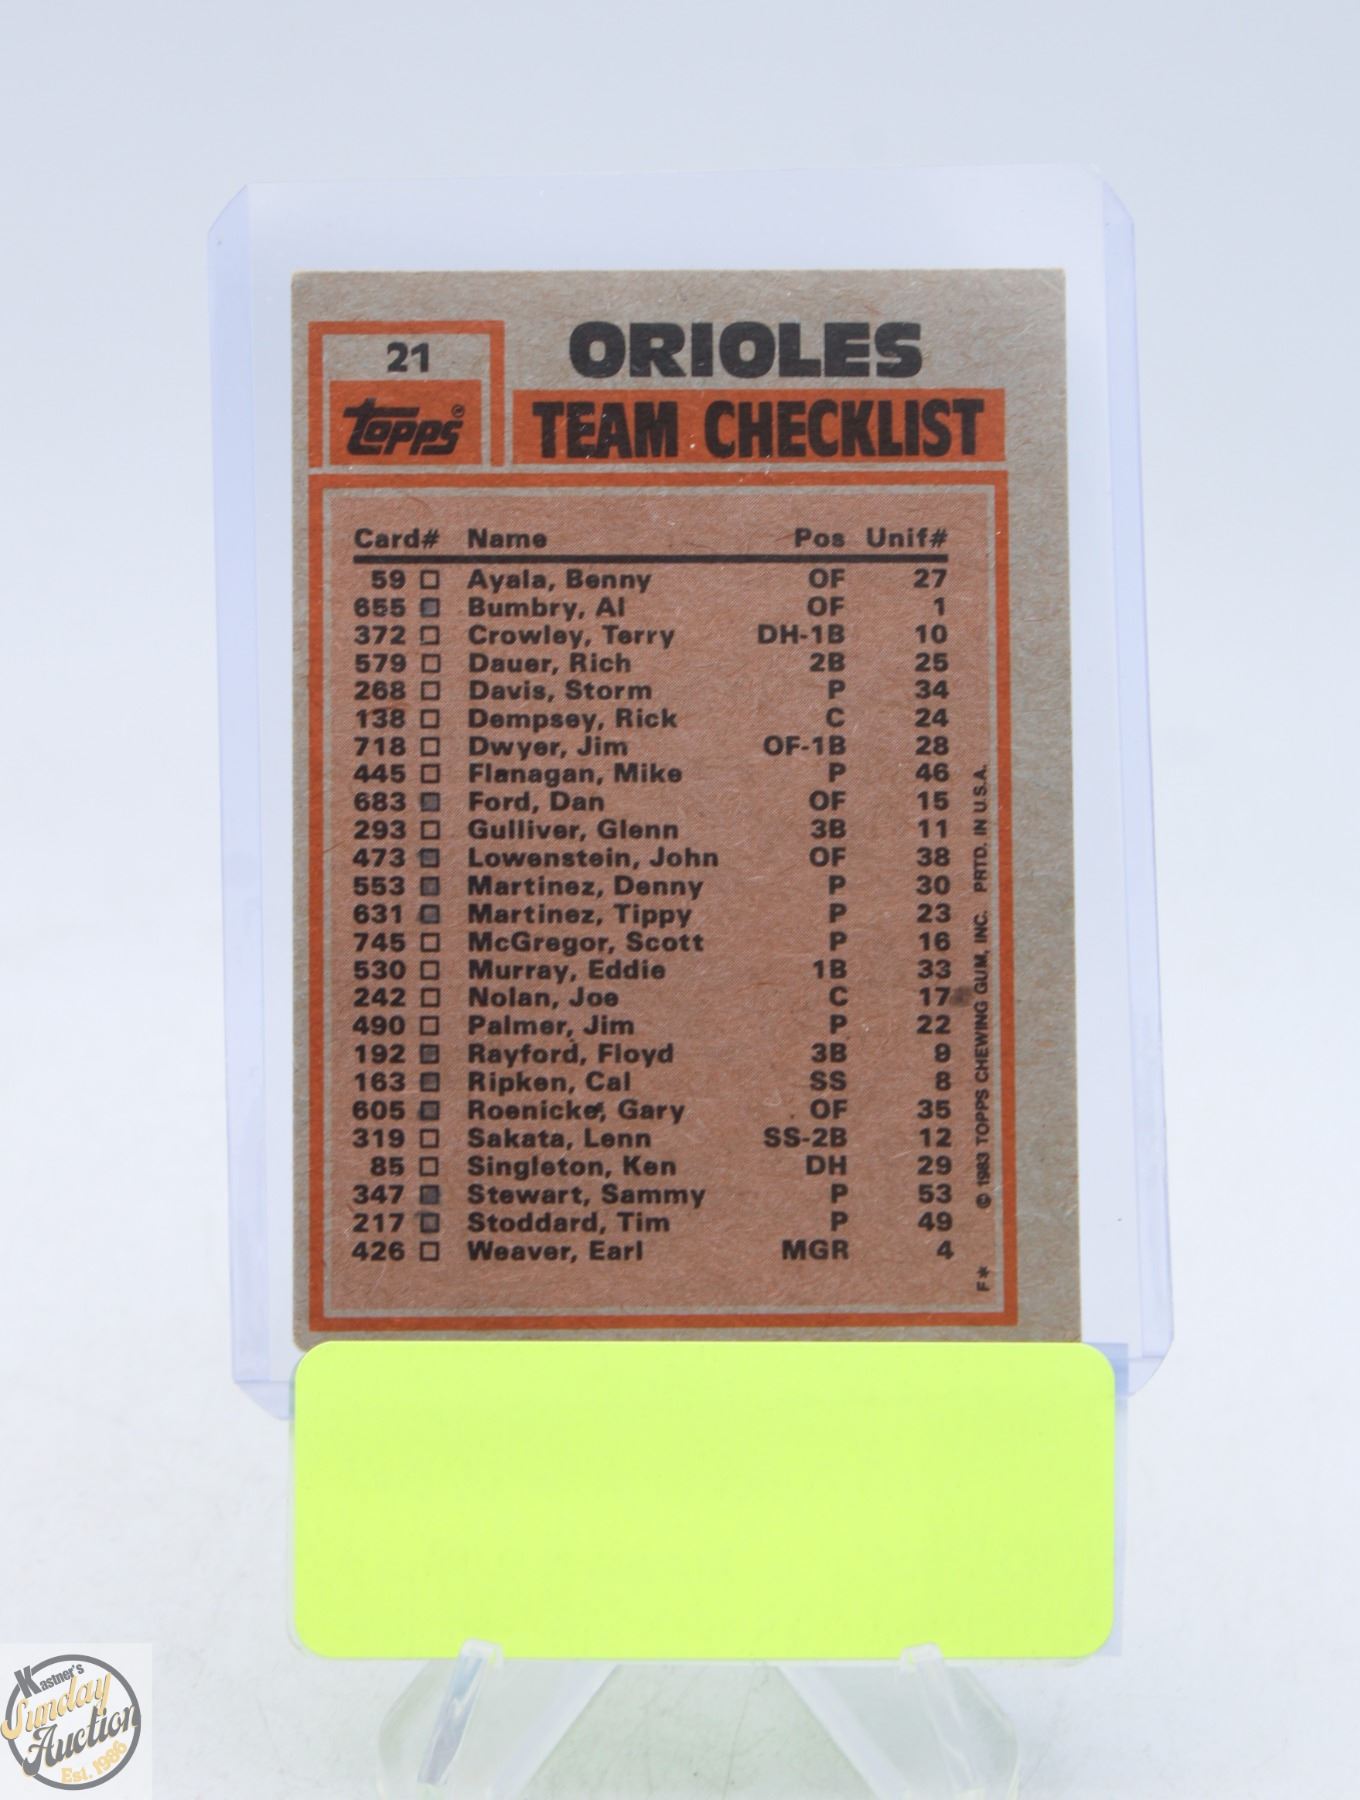 21
topps®
ORIOLES
TEAM CHECKLIST
Card# Name Pos Unif#
59 Ayala, Benny OF 27
655 Bumbry, Al OF 1
372 Crowley, Terry DH-1B 10
579 Dauer, Rich 2B 25
268 Davis, Storm P 34
138 Dempsey, Rick C 24
718 Dwyer, Jim OF-1B 28
445 Flanagan, Mike P 46
683 Ford, Dan OF 15
293 Gulliver, Glenn 3B 11
473 Lowenstein, John OF 38
553 Martinez, Denny P 30
631 Martinez, Tippy P 23
745 McGregor, Scott P 16
530 Murray, Eddie 1B 33
242 Nolan, Joe C 17
490 Palmer, Jim P 22
192 Rayford, Floyd 3B 9
163 Ripken, Cal SS 8
605 Roenicke, Gary OF 35
319 Sakata, Lenn SS-2B 12
85 Singleton, Ken DH 29
347 Stewart, Sammy P 53
217 Stoddard, Tim P 49
426 Weaver, Earl MGR 4
F* © 1983 TOPPS CHEWING GUM, INC. PRTD. IN U.S.A.
Kastner's
Sunday
Auction
Est. 1986